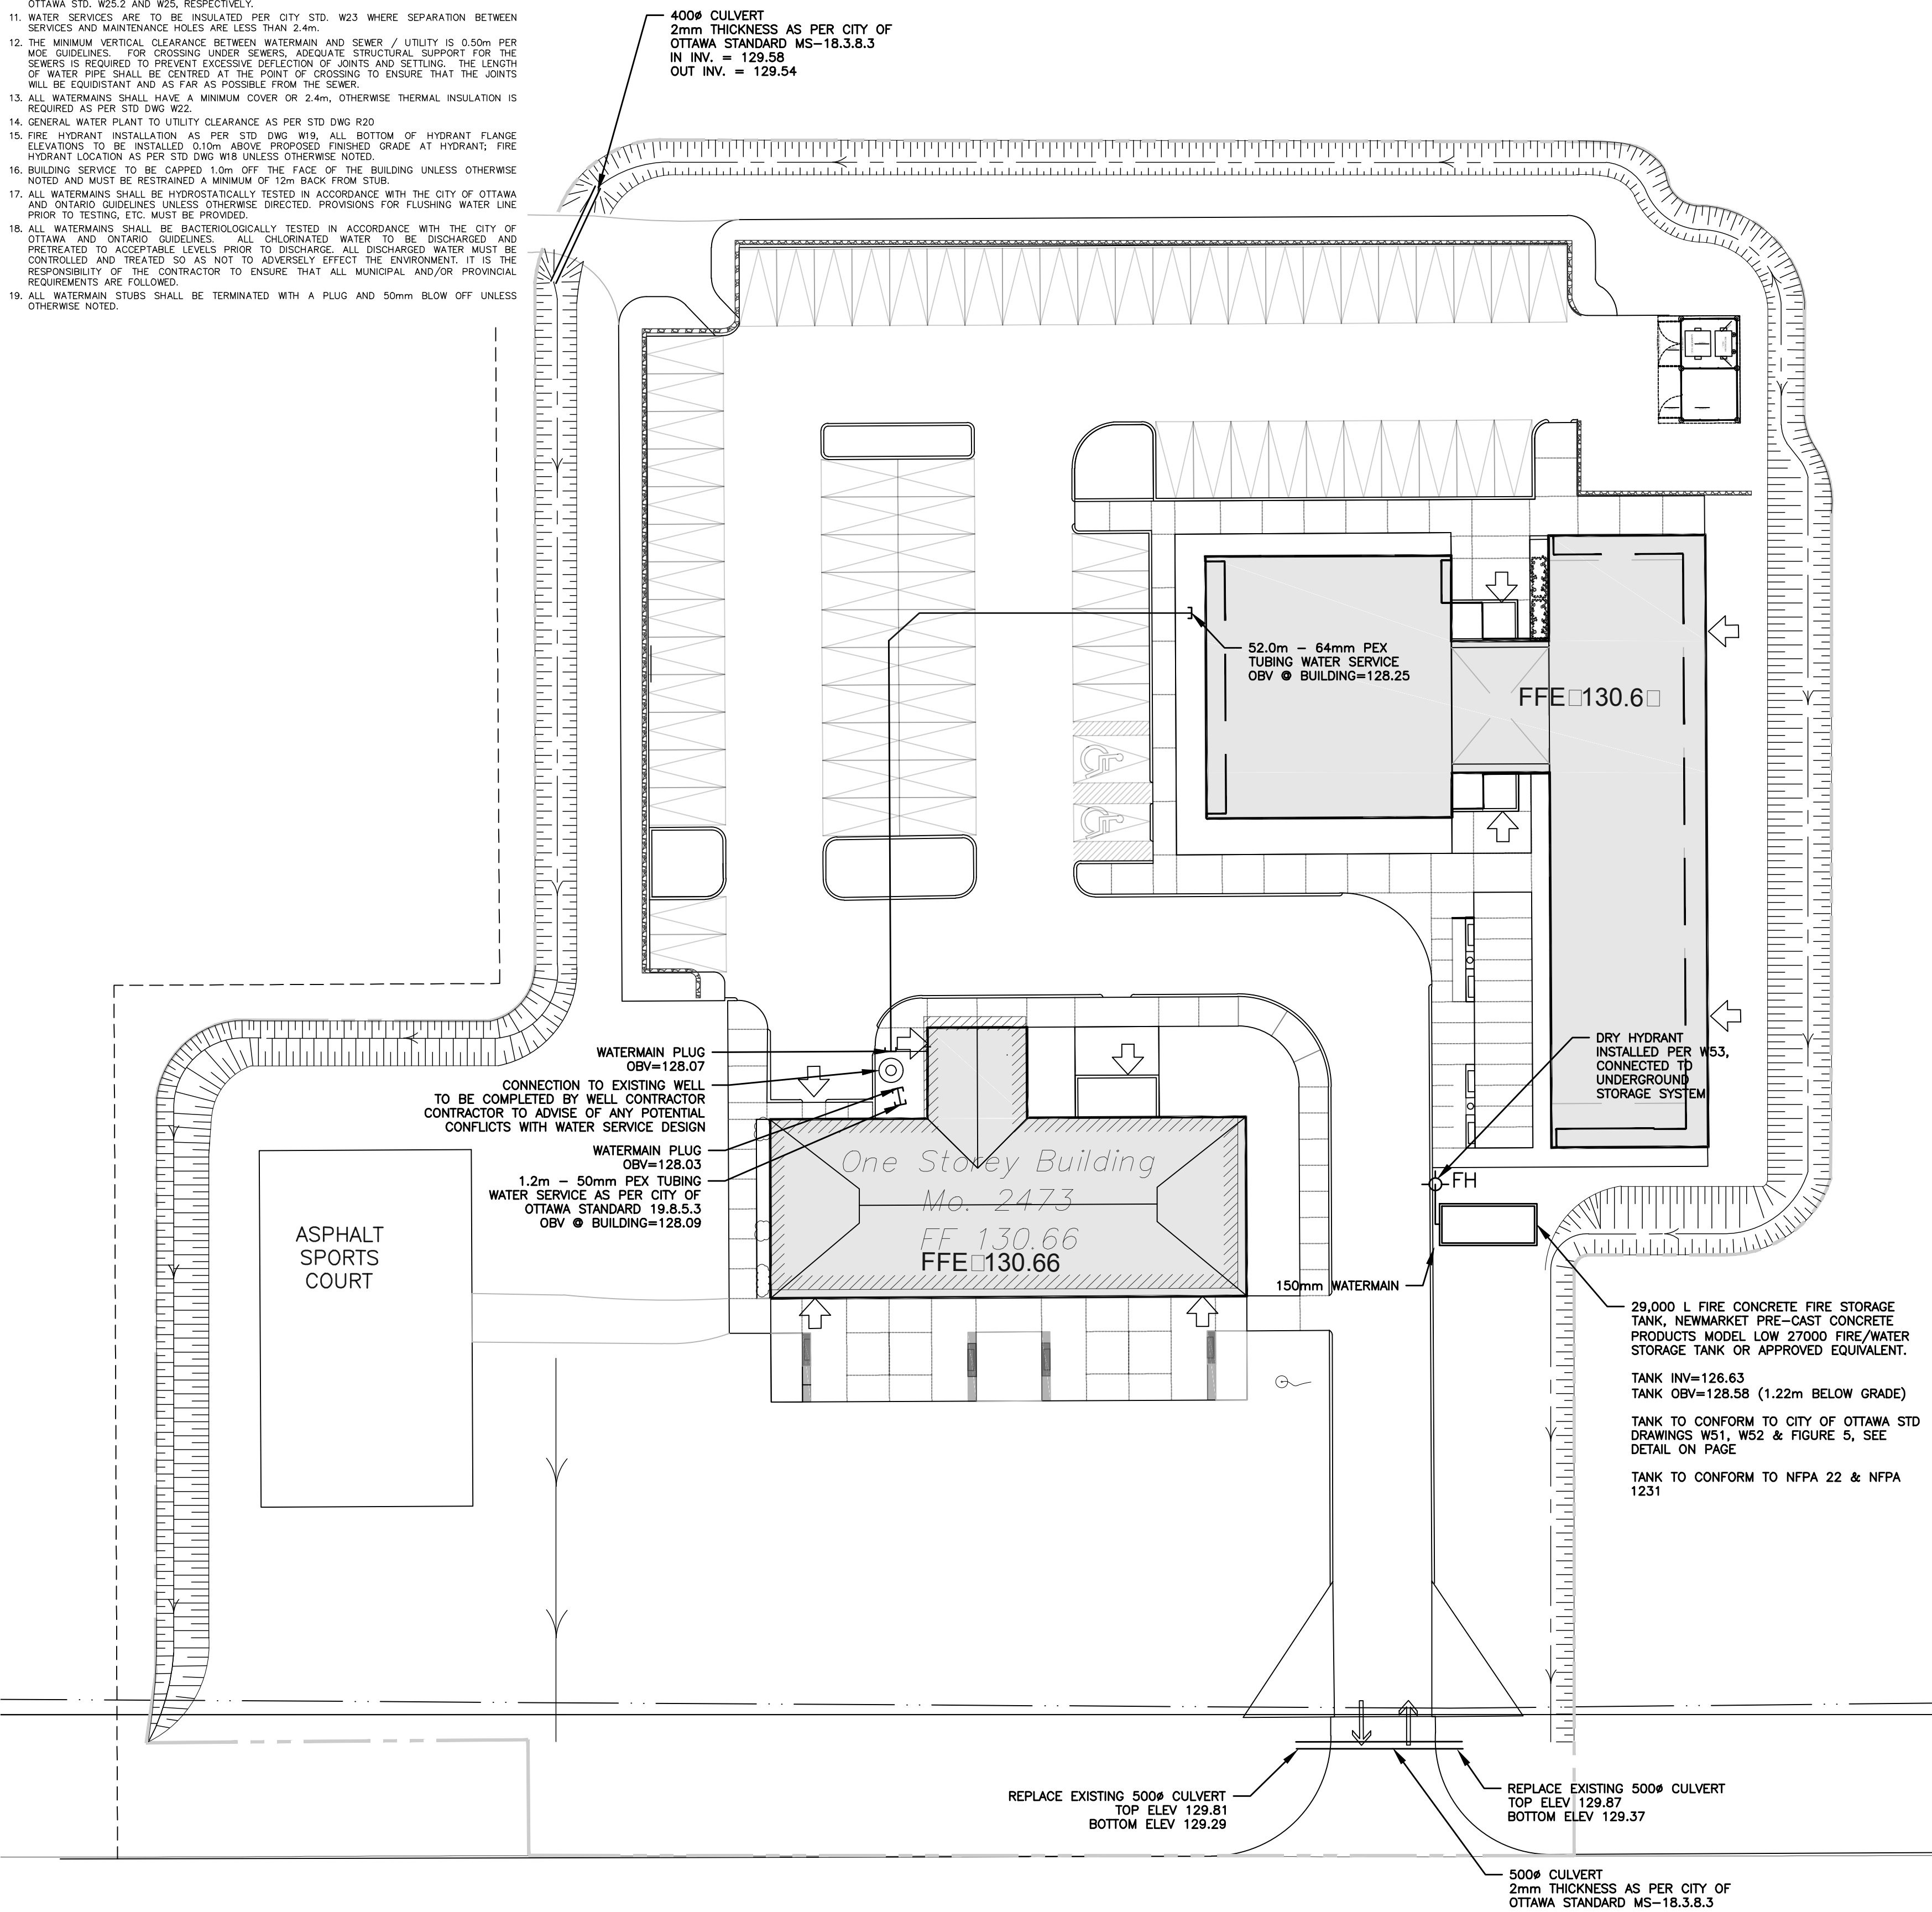 OTTAWA STD. W25.2 AND W25, RESPECTIVELY.
11. WATER SERVICES ARE TO BE INSULATED PER CITY STD. W23 WHERE SEPARATION BETWEEN
SERVICES AND MAINTENANCE HOLES ARE LESS THAN 2.4m.
12. THE MINIMUM VERTICAL CLEARANCE BETWEEN WATERMAIN AND SEWER / UTILITY IS 0.50m PER
MOE GUIDELINES. FOR CROSSING UNDER SEWERS, ADEQUATE STRUCTURAL SUPPORT FOR THE
SEWERS IS REQUIRED TO PREVENT EXCESSIVE DEFLECTION OF JOINTS AND SETTLING. THE LENGTH
OF WATER PIPE SHALL BE CENTRED AT THE POINT OF CROSSING TO ENSURE THAT THE JOINTS
WILL BE EQUIDISTANT AND AS FAR AS POSSIBLE FROM THE SEWER.
13. ALL WATERMAINS SHALL HAVE A MINIMUM COVER OR 2.4m, OTHERWISE THERMAL INSULATION IS
REQUIRED AS PER STD DWG W22.
14. GENERAL WATER PLANT TO UTILITY CLEARANCE AS PER STD DWG R20
15. FIRE HYDRANT INSTALLATION AS PER STD DWG W19, ALL BOTTOM OF HYDRANT FLANGE
ELEVATIONS TO BE INSTALLED 0.10m ABOVE PROPOSED FINISHED GRADE AT HYDRANT; FIRE
HYDRANT LOCATION AS PER STD DWG W18 UNLESS OTHERWISE NOTED.
16. BUILDING SERVICE TO BE CAPPED 1.0m OFF THE FACE OF THE BUILDING UNLESS OTHERWISE
NOTED AND MUST BE RESTRAINED A MINIMUM OF 12m BACK FROM STUB.
17. ALL WATERMAINS SHALL BE HYDROSTATICALLY TESTED IN ACCORDANCE WITH THE CITY OF OTTAWA
AND ONTARIO GUIDELINES UNLESS OTHERWISE DIRECTED. PROVISIONS FOR FLUSHING WATER LINE
PRIOR TO TESTING, ETC. MUST BE PROVIDED.
18. ALL WATERMAINS SHALL BE BACTERIOLOGICALLY TESTED IN ACCORDANCE WITH THE CITY OF
OTTAWA AND ONTARIO GUIDELINES. ALL CHLORINATED WATER TO BE DISCHARGED AND
PRETREATED TO ACCEPTABLE LEVELS PRIOR TO DISCHARGE. ALL DISCHARGED WATER MUST BE
CONTROLLED AND TREATED SO AS NOT TO ADVERSELY EFFECT THE ENVIRONMENT. IT IS THE
RESPONSIBILITY OF THE CONTRACTOR TO ENSURE THAT ALL MUNICIPAL AND/OR PROVINCIAL
REQUIREMENTS ARE FOLLOWED.
19. ALL WATERMAIN STUBS SHALL BE TERMINATED WITH A PLUG AND 50mm BLOW OFF UNLESS
OTHERWISE NOTED.
400ø CULVERT
2mm THICKNESS AS PER CITY OF
OTTAWA STANDARD MS-18.3.8.3
IN INV. = 129.58
OUT INV. = 129.54
52.0m - 64mm PEX
TUBING WATER SERVICE
OBV @ BUILDING=128.25
FFE□130.6□
WATERMAIN PLUG
OBV=128.07
CONNECTION TO EXISTING WELL
TO BE COMPLETED BY WELL CONTRACTOR
CONTRACTOR TO ADVISE OF ANY POTENTIAL
CONFLICTS WITH WATER SERVICE DESIGN
WATERMAIN PLUG
OBV=128.03
1.2m - 50mm PEX TUBING
WATER SERVICE AS PER CITY OF
OTTAWA STANDARD 19.8.5.3
OBV @ BUILDING=128.09
DRY HYDRANT
INSTALLED PER W53,
CONNECTED TO
UNDERGROUND
STORAGE SYSTEM
One Storey Building
Mo. 2473
FF 130.66
FFE□130.66
FH
ASPHALT
SPORTS
COURT
150mm WATERMAIN
29,000 L FIRE CONCRETE FIRE STORAGE
TANK, NEWMARKET PRE-CAST CONCRETE
PRODUCTS MODEL LOW 27000 FIRE/WATER
STORAGE TANK OR APPROVED EQUIVALENT.
TANK INV=126.63
TANK OBV=128.58 (1.22m BELOW GRADE)
TANK TO CONFORM TO CITY OF OTTAWA STD
DRAWINGS W51, W52 & FIGURE 5, SEE
DETAIL ON PAGE
TANK TO CONFORM TO NFPA 22 & NFPA
1231
REPLACE EXISTING 500ø CULVERT
TOP ELEV 129.81
BOTTOM ELEV 129.29
REPLACE EXISTING 500ø CULVERT
TOP ELEV 129.87
BOTTOM ELEV 129.37
500ø CULVERT
2mm THICKNESS AS PER CITY OF
OTTAWA STANDARD MS-18.3.8.3